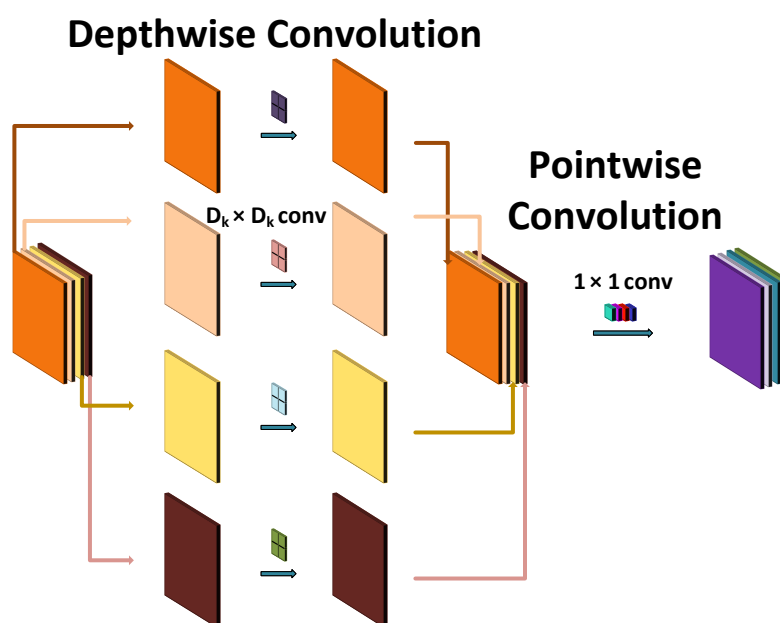 Depthwise Convolution
Pointwise
Convolution
Dₖ × Dₖ conv
1 × 1 conv